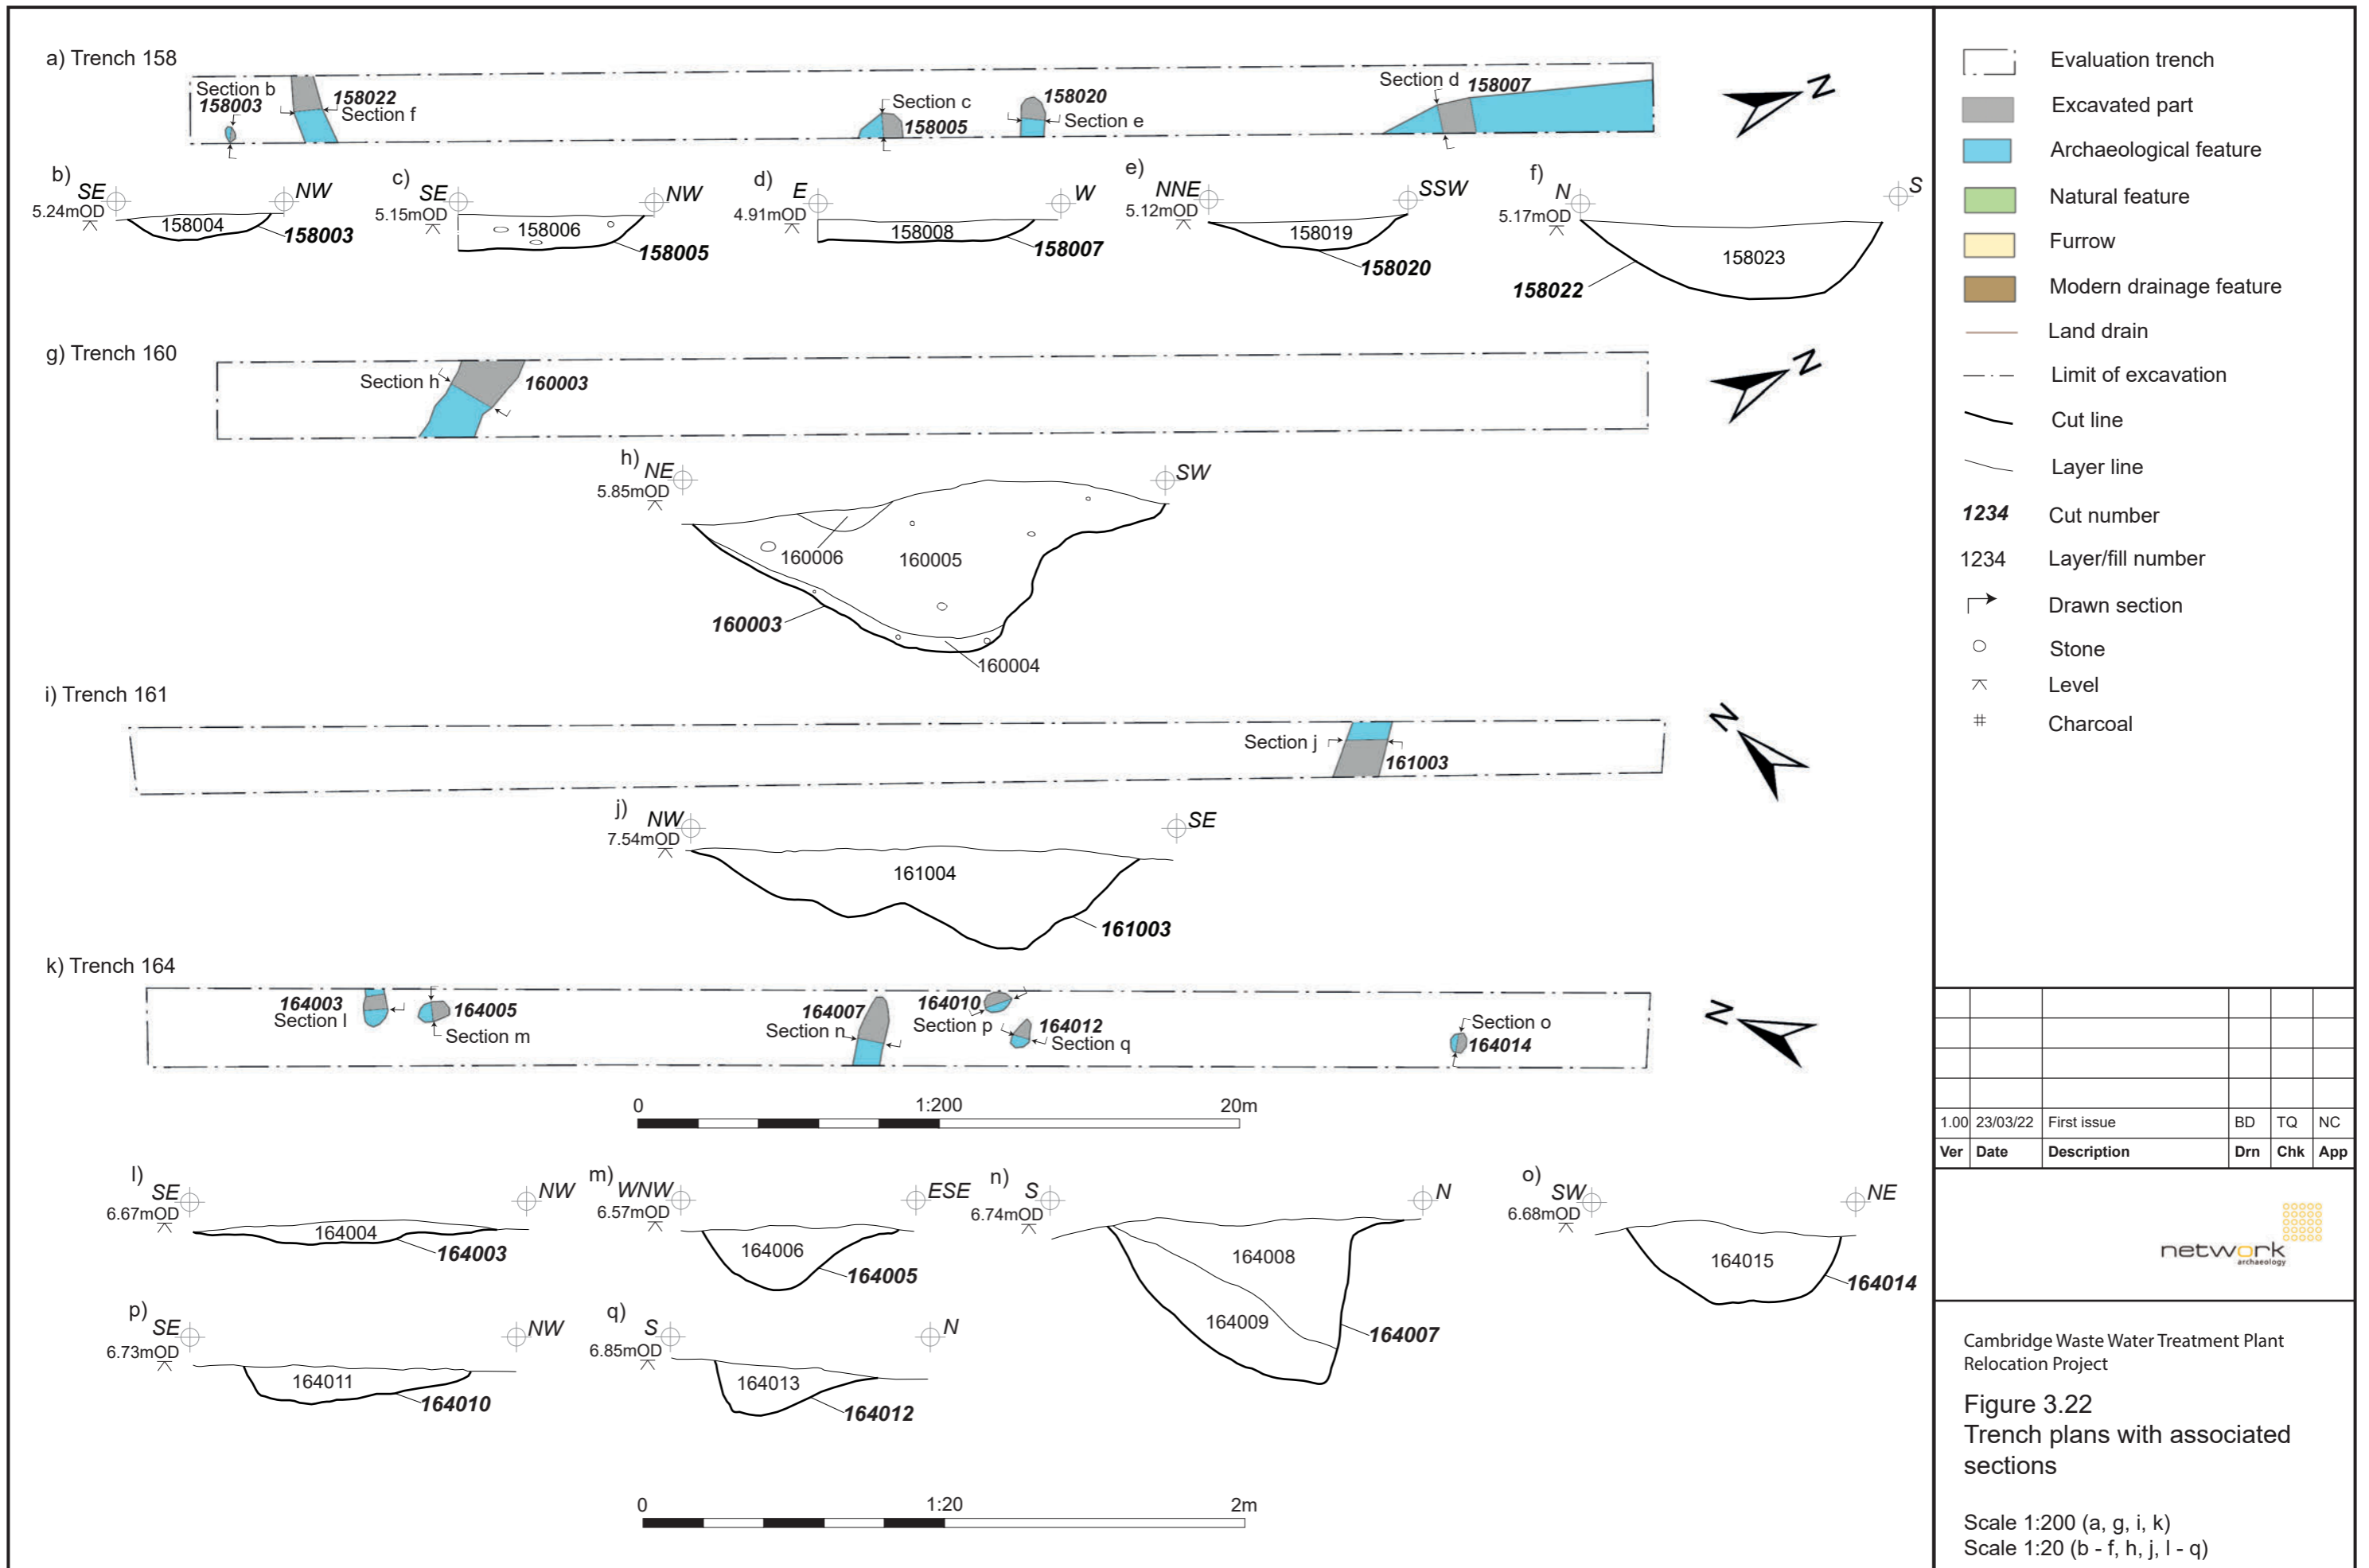 a) Trench 158
Section b
158003
158022
Section f
Section c
158005
158020
Section e
Section d
158007
N
b)
SE
NW
5.24mOD
158004
158003
c)
SE
NW
5.15mOD
158006
158005
d)
E
W
4.91mOD
158008
158007
e)
NNE
SSW
5.12mOD
158019
158020
f)
N
S
5.17mOD
158023
158022
g) Trench 160
Section h
160003
N
h)
NE
SW
5.85mOD
160006
160005
160003
160004
i) Trench 161
Section j
161003
N
j)
NW
SE
7.54mOD
161004
161003
k) Trench 164
164003
Section l
164005
Section m
164007
Section n
164010
Section p
164012
Section q
Section o
164014
N
0
1:200
20m
l)
SE
NW
6.67mOD
164004
164003
m)
WNW
ESE
6.57mOD
164006
164005
n)
S
N
6.74mOD
164008
164009
164007
o)
SW
NE
6.68mOD
164015
164014
p)
SE
NW
6.73mOD
164011
164010
q)
S
N
6.85mOD
164013
164012
0
1:20
2m
Evaluation trench
Excavated part
Archaeological feature
Natural feature
Furrow
Modern drainage feature
Land drain
Limit of excavation
Cut line
Layer line
1234 Cut number
1234 Layer/fill number
Drawn section
Stone
Level
Charcoal
1.00 23/03/22 First issue BD TQ NC
Ver Date Description Drn Chk App
network
archaeology
Cambridge Waste Water Treatment Plant
Relocation Project
Figure 3.22
Trench plans with associated
sections
Scale 1:200 (a, g, i, k)
Scale 1:20 (b - f, h, j, l - q)